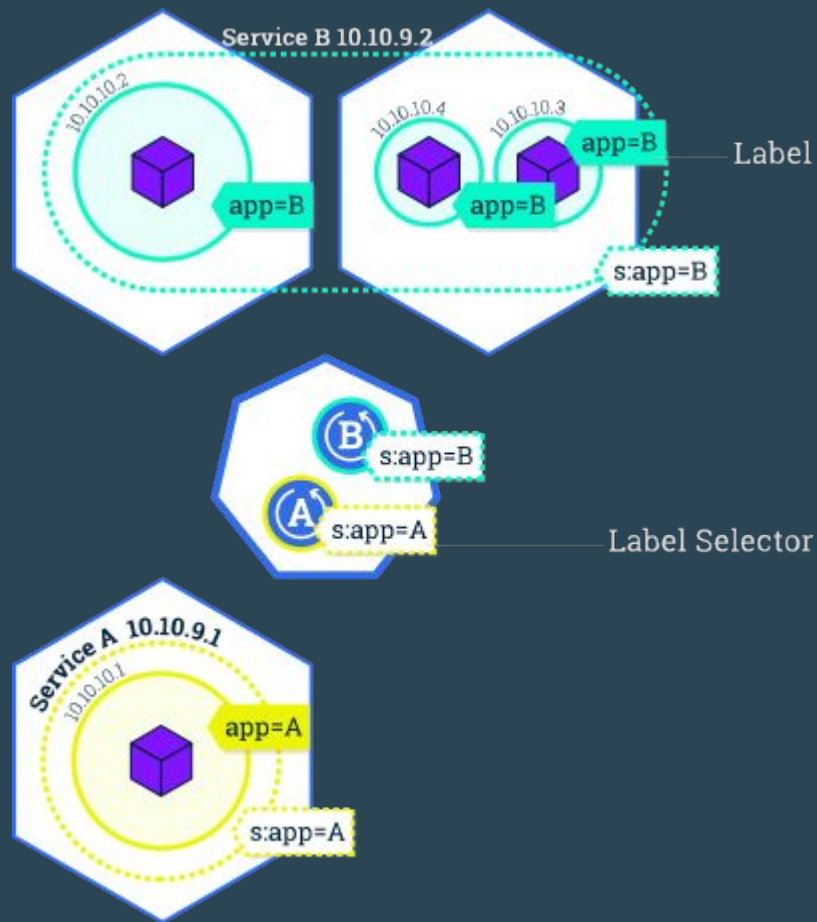 Service B 10.10.9.2
10.10.10.2
10.10.10.4
10.10.10.3
app=B
Label
app=B
app=B
s:app=B
B
s:app=B
A
s:app=A
Label Selector
Service A 10.10.9.1
10.10.10.1
app=A
s:app=A